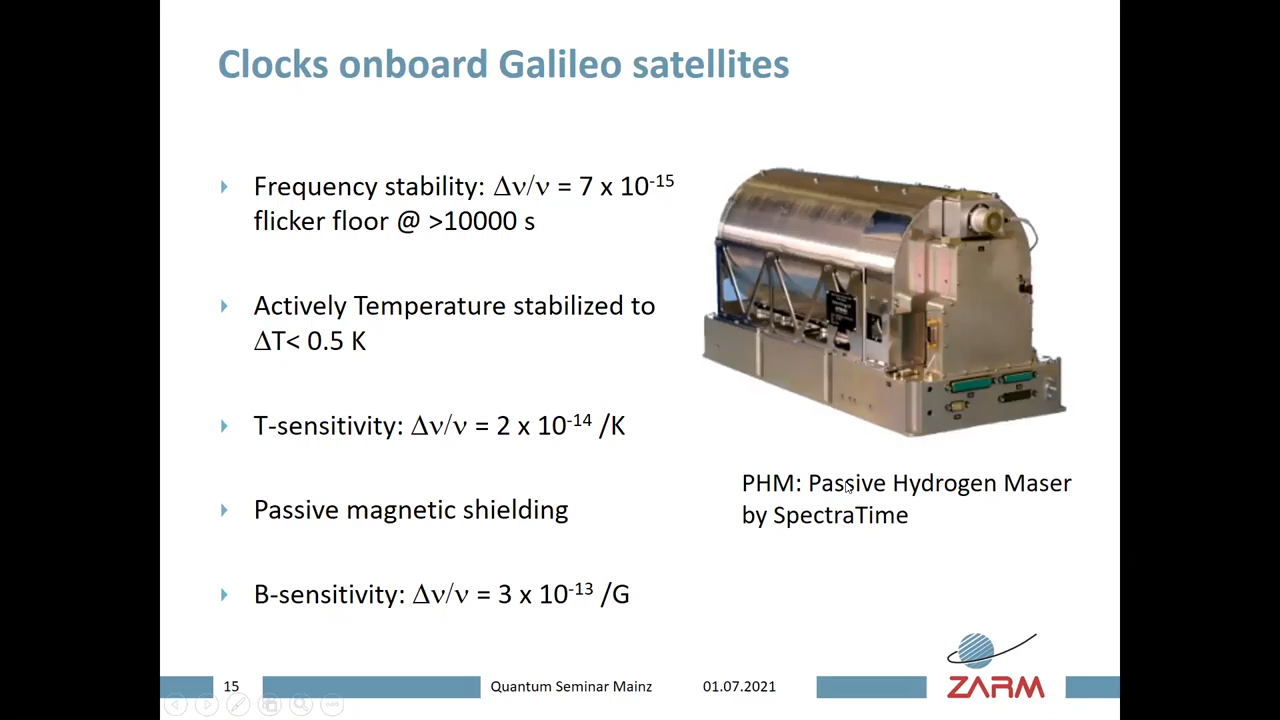 Clocks onboard Galileo satellites
Frequency stability: Δν/ν = 7 x 10⁻¹⁵
flicker floor @ >10000 s
Actively Temperature stabilized to
ΔT< 0.5 K
T-sensitivity: Δν/ν = 2 x 10⁻¹⁴ /K
Passive magnetic shielding
B-sensitivity: Δν/ν = 3 x 10⁻¹³ /G
PHM: Passive Hydrogen Maser
by SpectraTime
15
Quantum Seminar Mainz
01.07.2021
ZARM